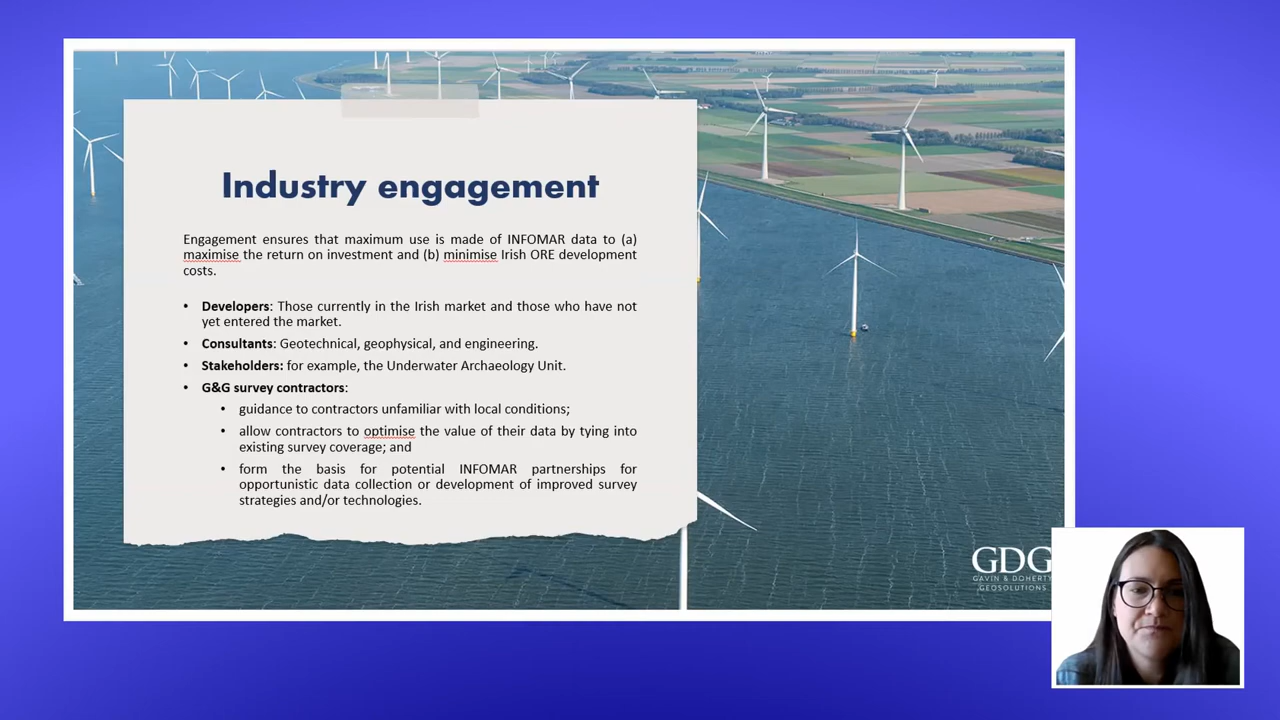 Industry engagement
Engagement ensures that maximum use is made of INFOMAR data to (a)
maximise the return on investment and (b) minimise Irish ORE development
costs.
• Developers: Those currently in the Irish market and those who have not
yet entered the market.
• Consultants: Geotechnical, geophysical, and engineering.
• Stakeholders: for example, the Underwater Archaeology Unit.
• G&G survey contractors:
• guidance to contractors unfamiliar with local conditions;
• allow contractors to optimise the value of their data by tying into
existing survey coverage; and
• form the basis for potential INFOMAR partnerships for
opportunistic data collection or development of improved survey
strategies and/or technologies.
GDG
GAVIN & DOHERTY
GEOSOLUTIONS